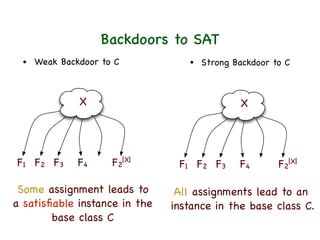 Backdoors to SAT
• Weak Backdoor to C
X
F₁ F₂ F₃ F₄ F₂|X|
Some assignment leads to
a satisfiable instance in the
base class C
• Strong Backdoor to C
X
F₁ F₂ F₃ F₄ F₂|X|
All assignments lead to an
instance in the base class C.